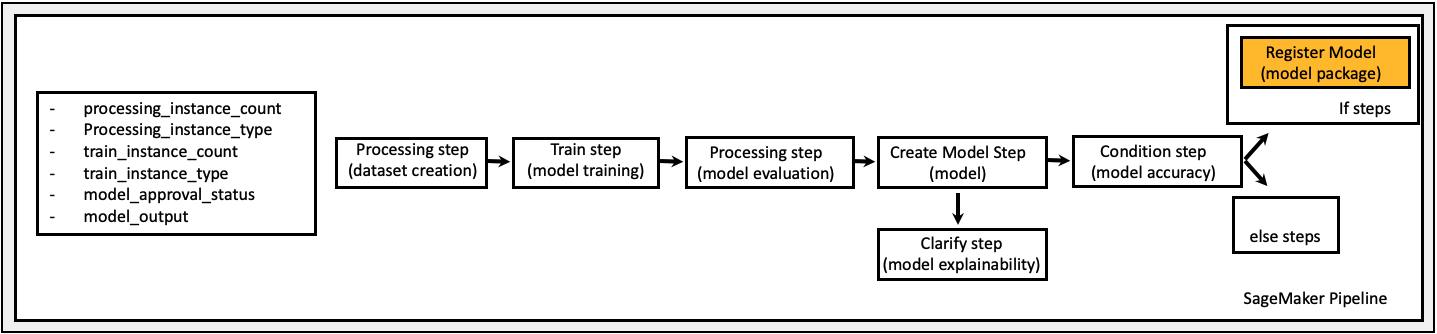 - processing_instance_count
- Processing_instance_type
- train_instance_count
- train_instance_type
- model_approval_status
- model_output
Processing step
(dataset creation)
Train step
(model training)
Processing step
(model evaluation)
Create Model Step
(model)
Clarify step
(model explainability)
Condition step
(model accuracy)
Register Model
(model package)
If steps
else steps
SageMaker Pipeline